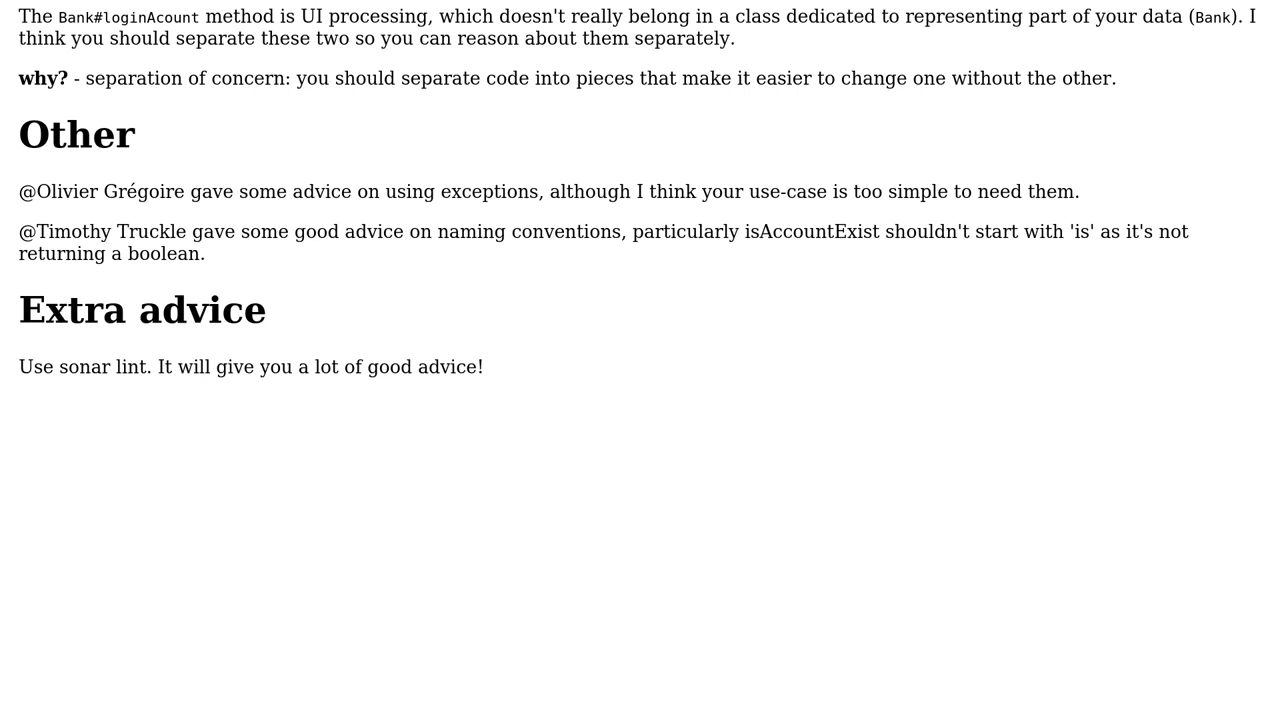 The Bank#loginAcount method is UI processing, which doesn't really belong in a class dedicated to representing part of your data (Bank). I
think you should separate these two so you can reason about them separately.
why? - separation of concern: you should separate code into pieces that make it easier to change one without the other.
Other
@Olivier Grégoire gave some advice on using exceptions, although I think your use-case is too simple to need them.
@Timothy Truckle gave some good advice on naming conventions, particularly isAccountExist shouldn't start with 'is' as it's not
returning a boolean.
Extra advice
Use sonar lint. It will give you a lot of good advice!